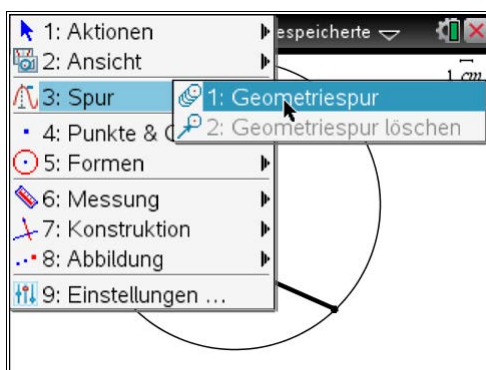 1: Aktionen
espeicherte
2: Ansicht
1 cm
3: Spur
1: Geometriespur
2: Geometriespur löschen
4: Punkte &
5: Formen
6: Messung
7: Konstruktion
8: Abbildung
9: Einstellungen ...